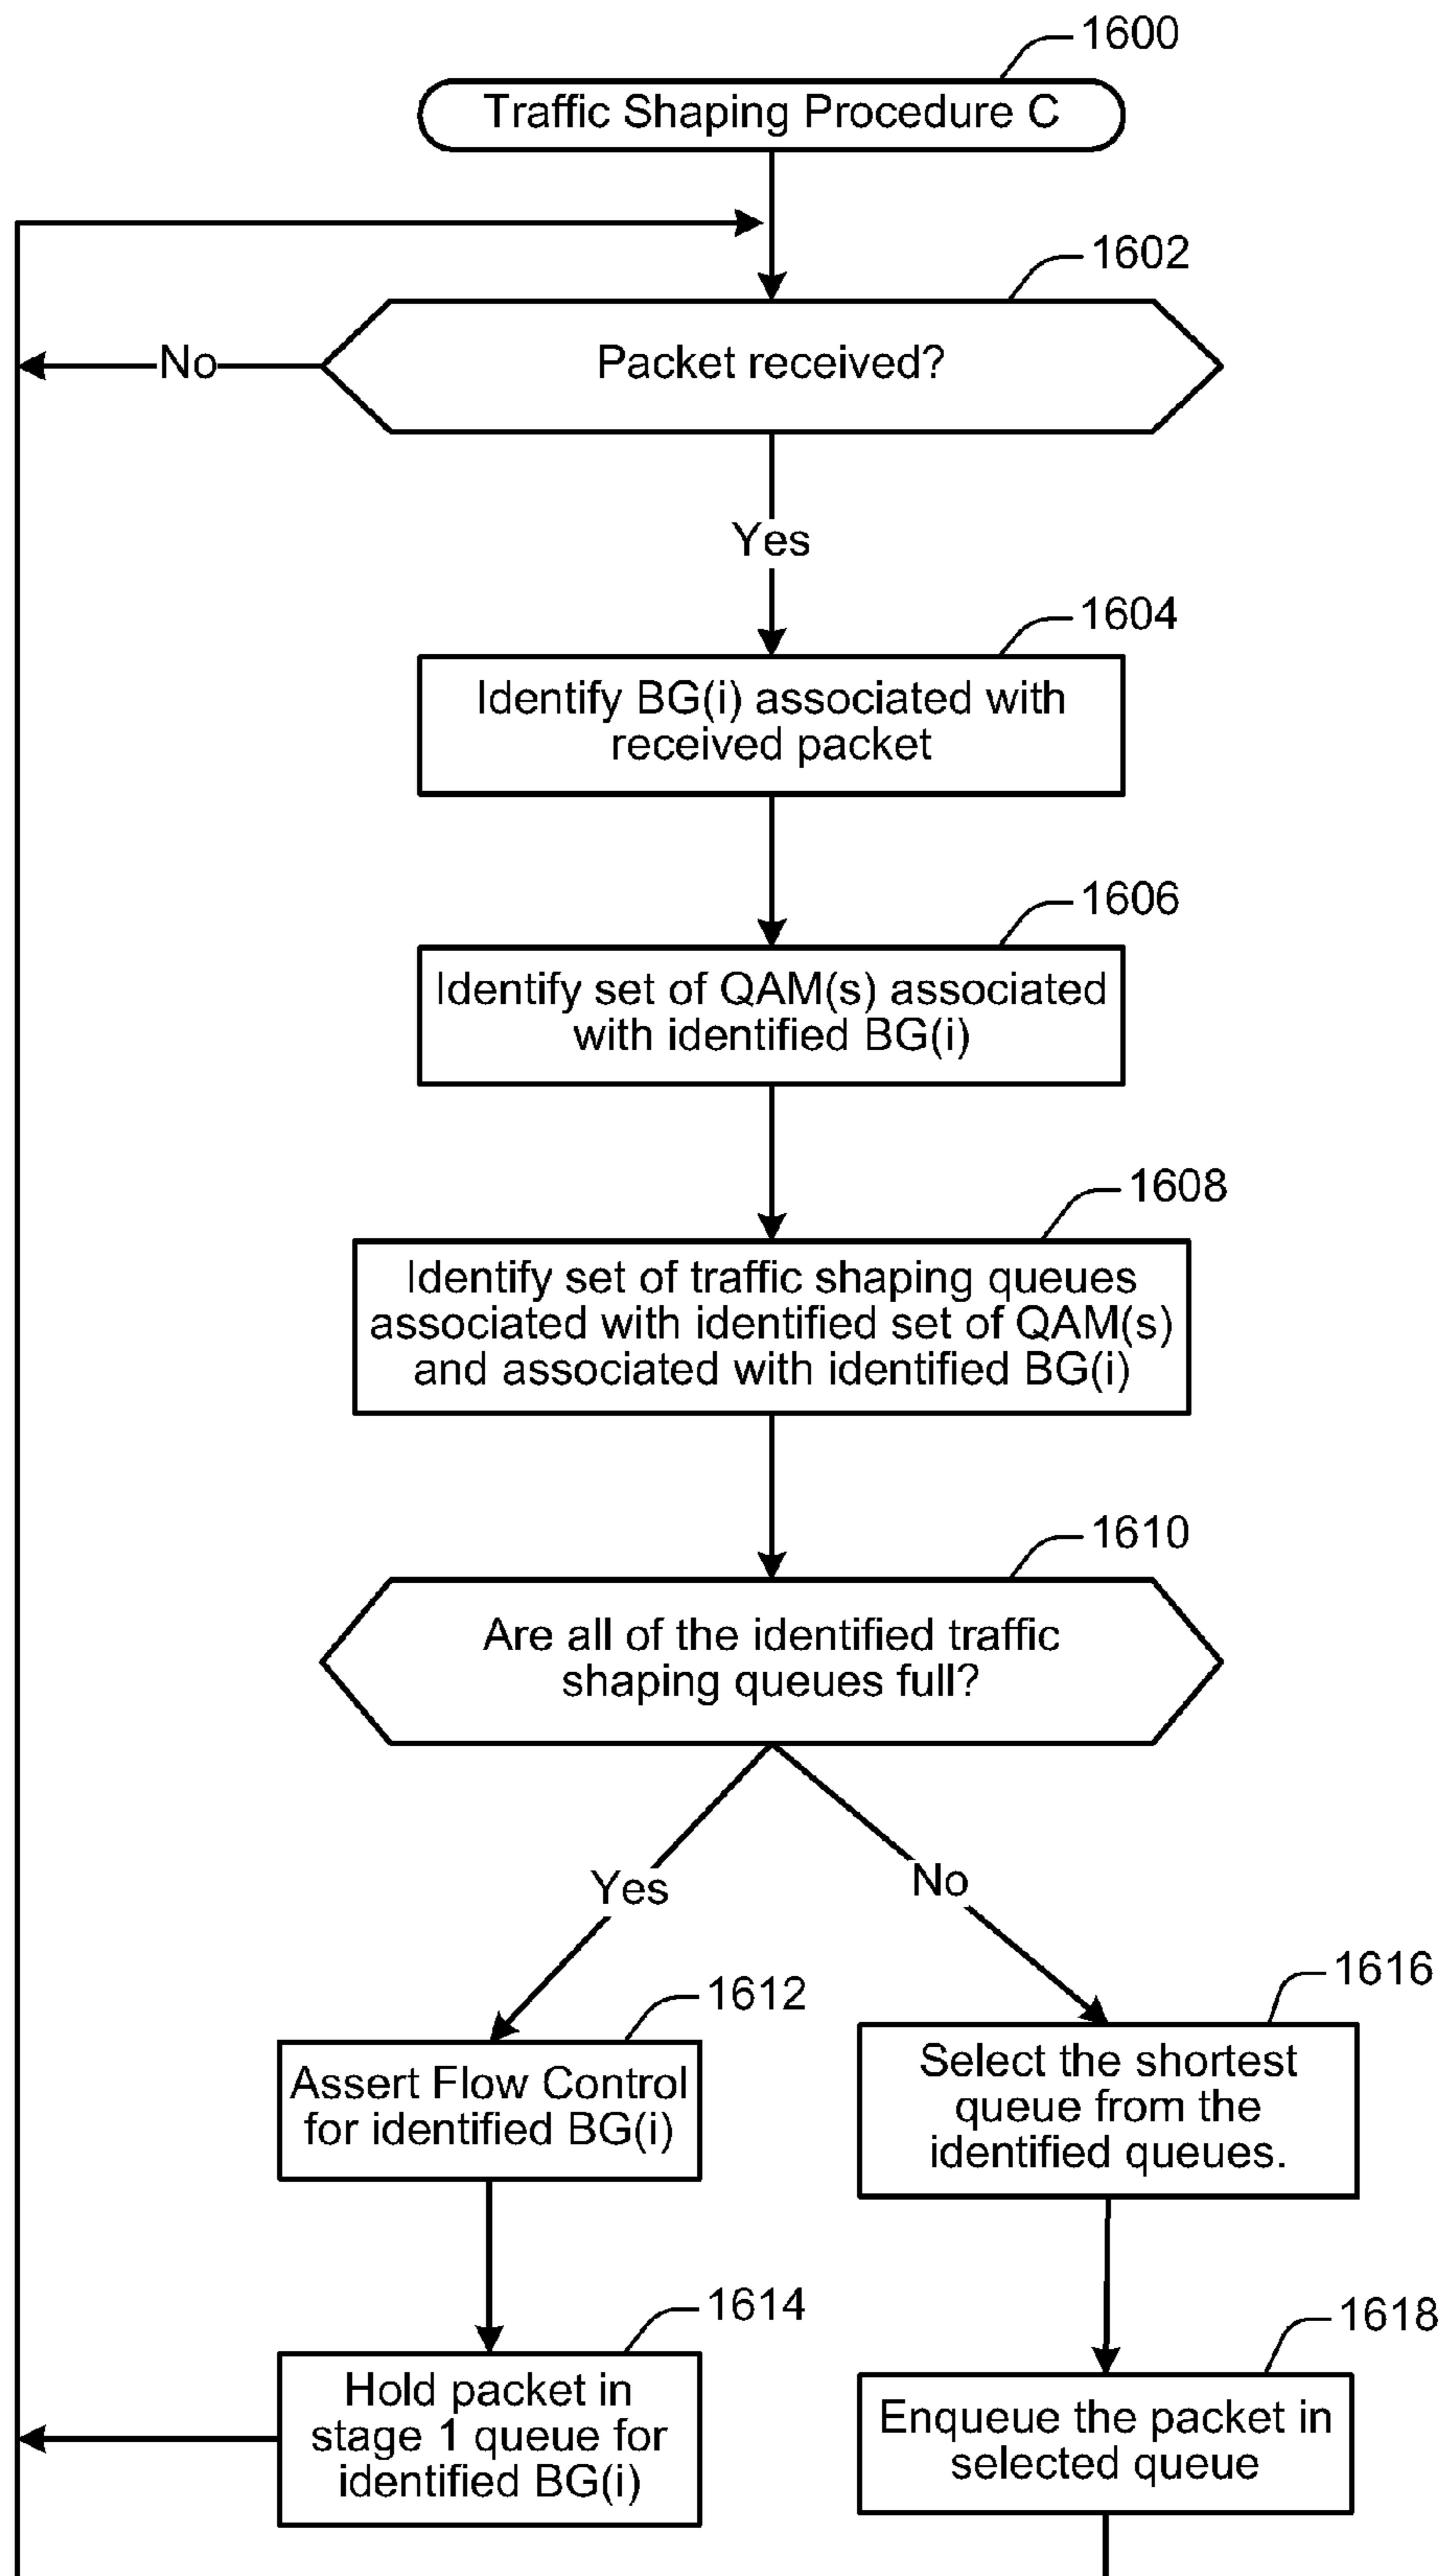 1600
Traffic Shaping Procedure C
1602
Packet received?
No
Yes
1604
Identify BG(i) associated with
received packet
1606
Identify set of QAM(s) associated
with identified BG(i)
1608
Identify set of traffic shaping queues
associated with identified set of QAM(s)
and associated with identified BG(i)
1610
Are all of the identified traffic
shaping queues full?
Yes
No
1612
Assert Flow Control
for identified BG(i)
1616
Select the shortest
queue from the
identified queues.
1614
Hold packet in
stage 1 queue for
identified BG(i)
1618
Enqueue the packet in
selected queue